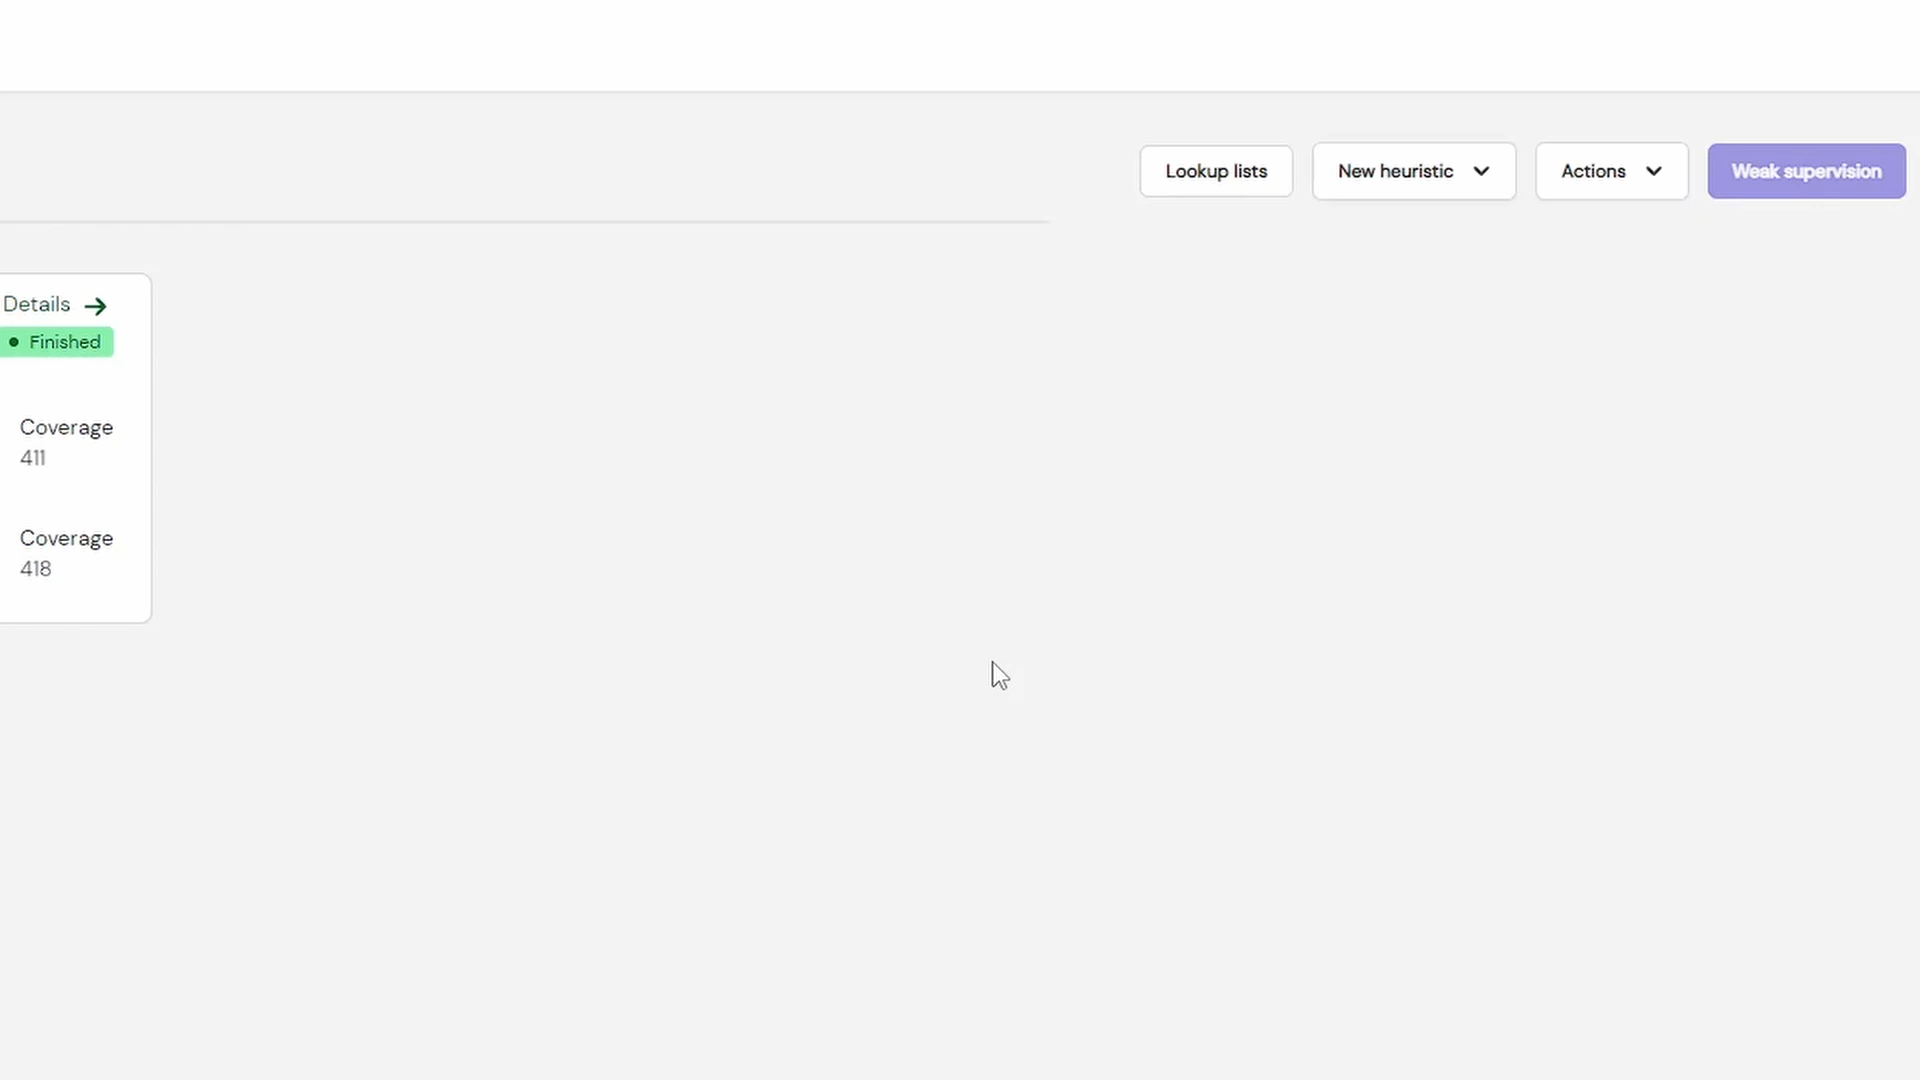 Lookup lists
New heuristic
Actions
Weak supervision
Details
Finished
Coverage
411
Coverage
418